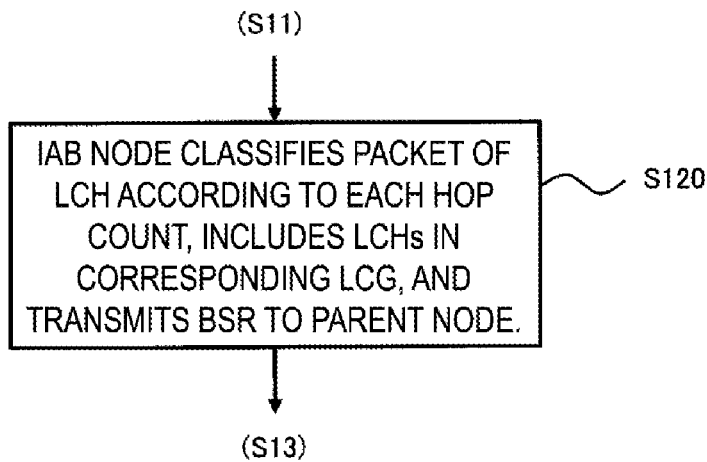 (S11)
IAB NODE CLASSIFIES PACKET OF
LCH ACCORDING TO EACH HOP
COUNT, INCLUDES LCHs IN
CORRESPONDING LCG, AND
TRANSMITS BSR TO PARENT NODE.
S120
(S13)